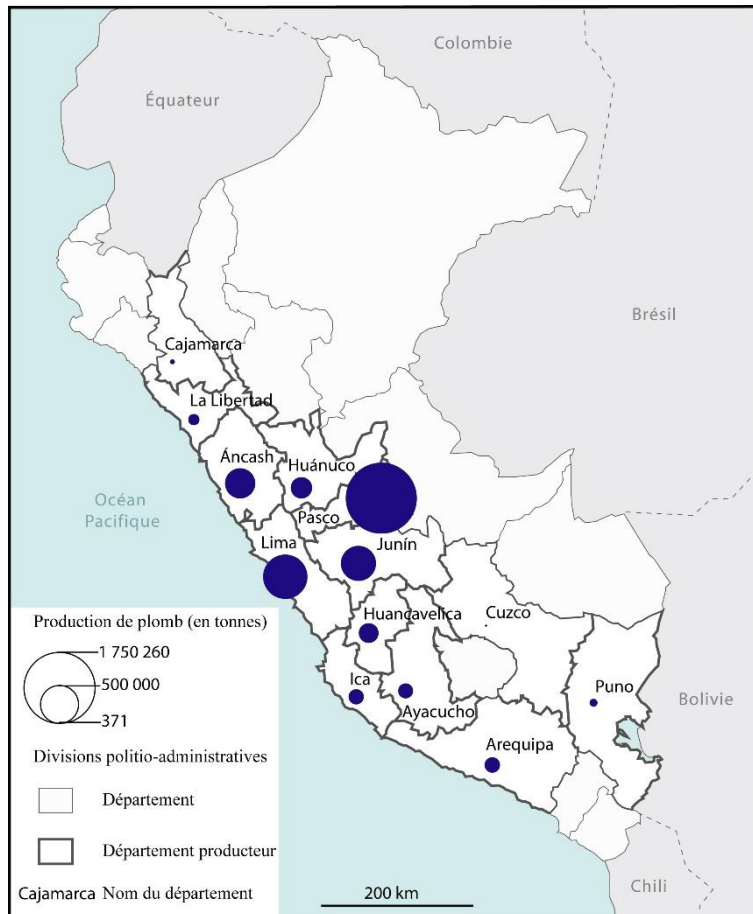 Colombie
Équateur
Brésil
Cajamarca
La Libertad
Áncash
Huánuco
Océan
Pacifique
Pasco
Lima
Junín
Huancavelica
Cuzco
Ica
Puno
Bolivie
Ayacucho
Arequipa
Production de plomb (en tonnes)
1 750 260
500 000
371
Divisions politio-administratives
Département
Département producteur
Cajamarca Nom du département
200 km
Chili